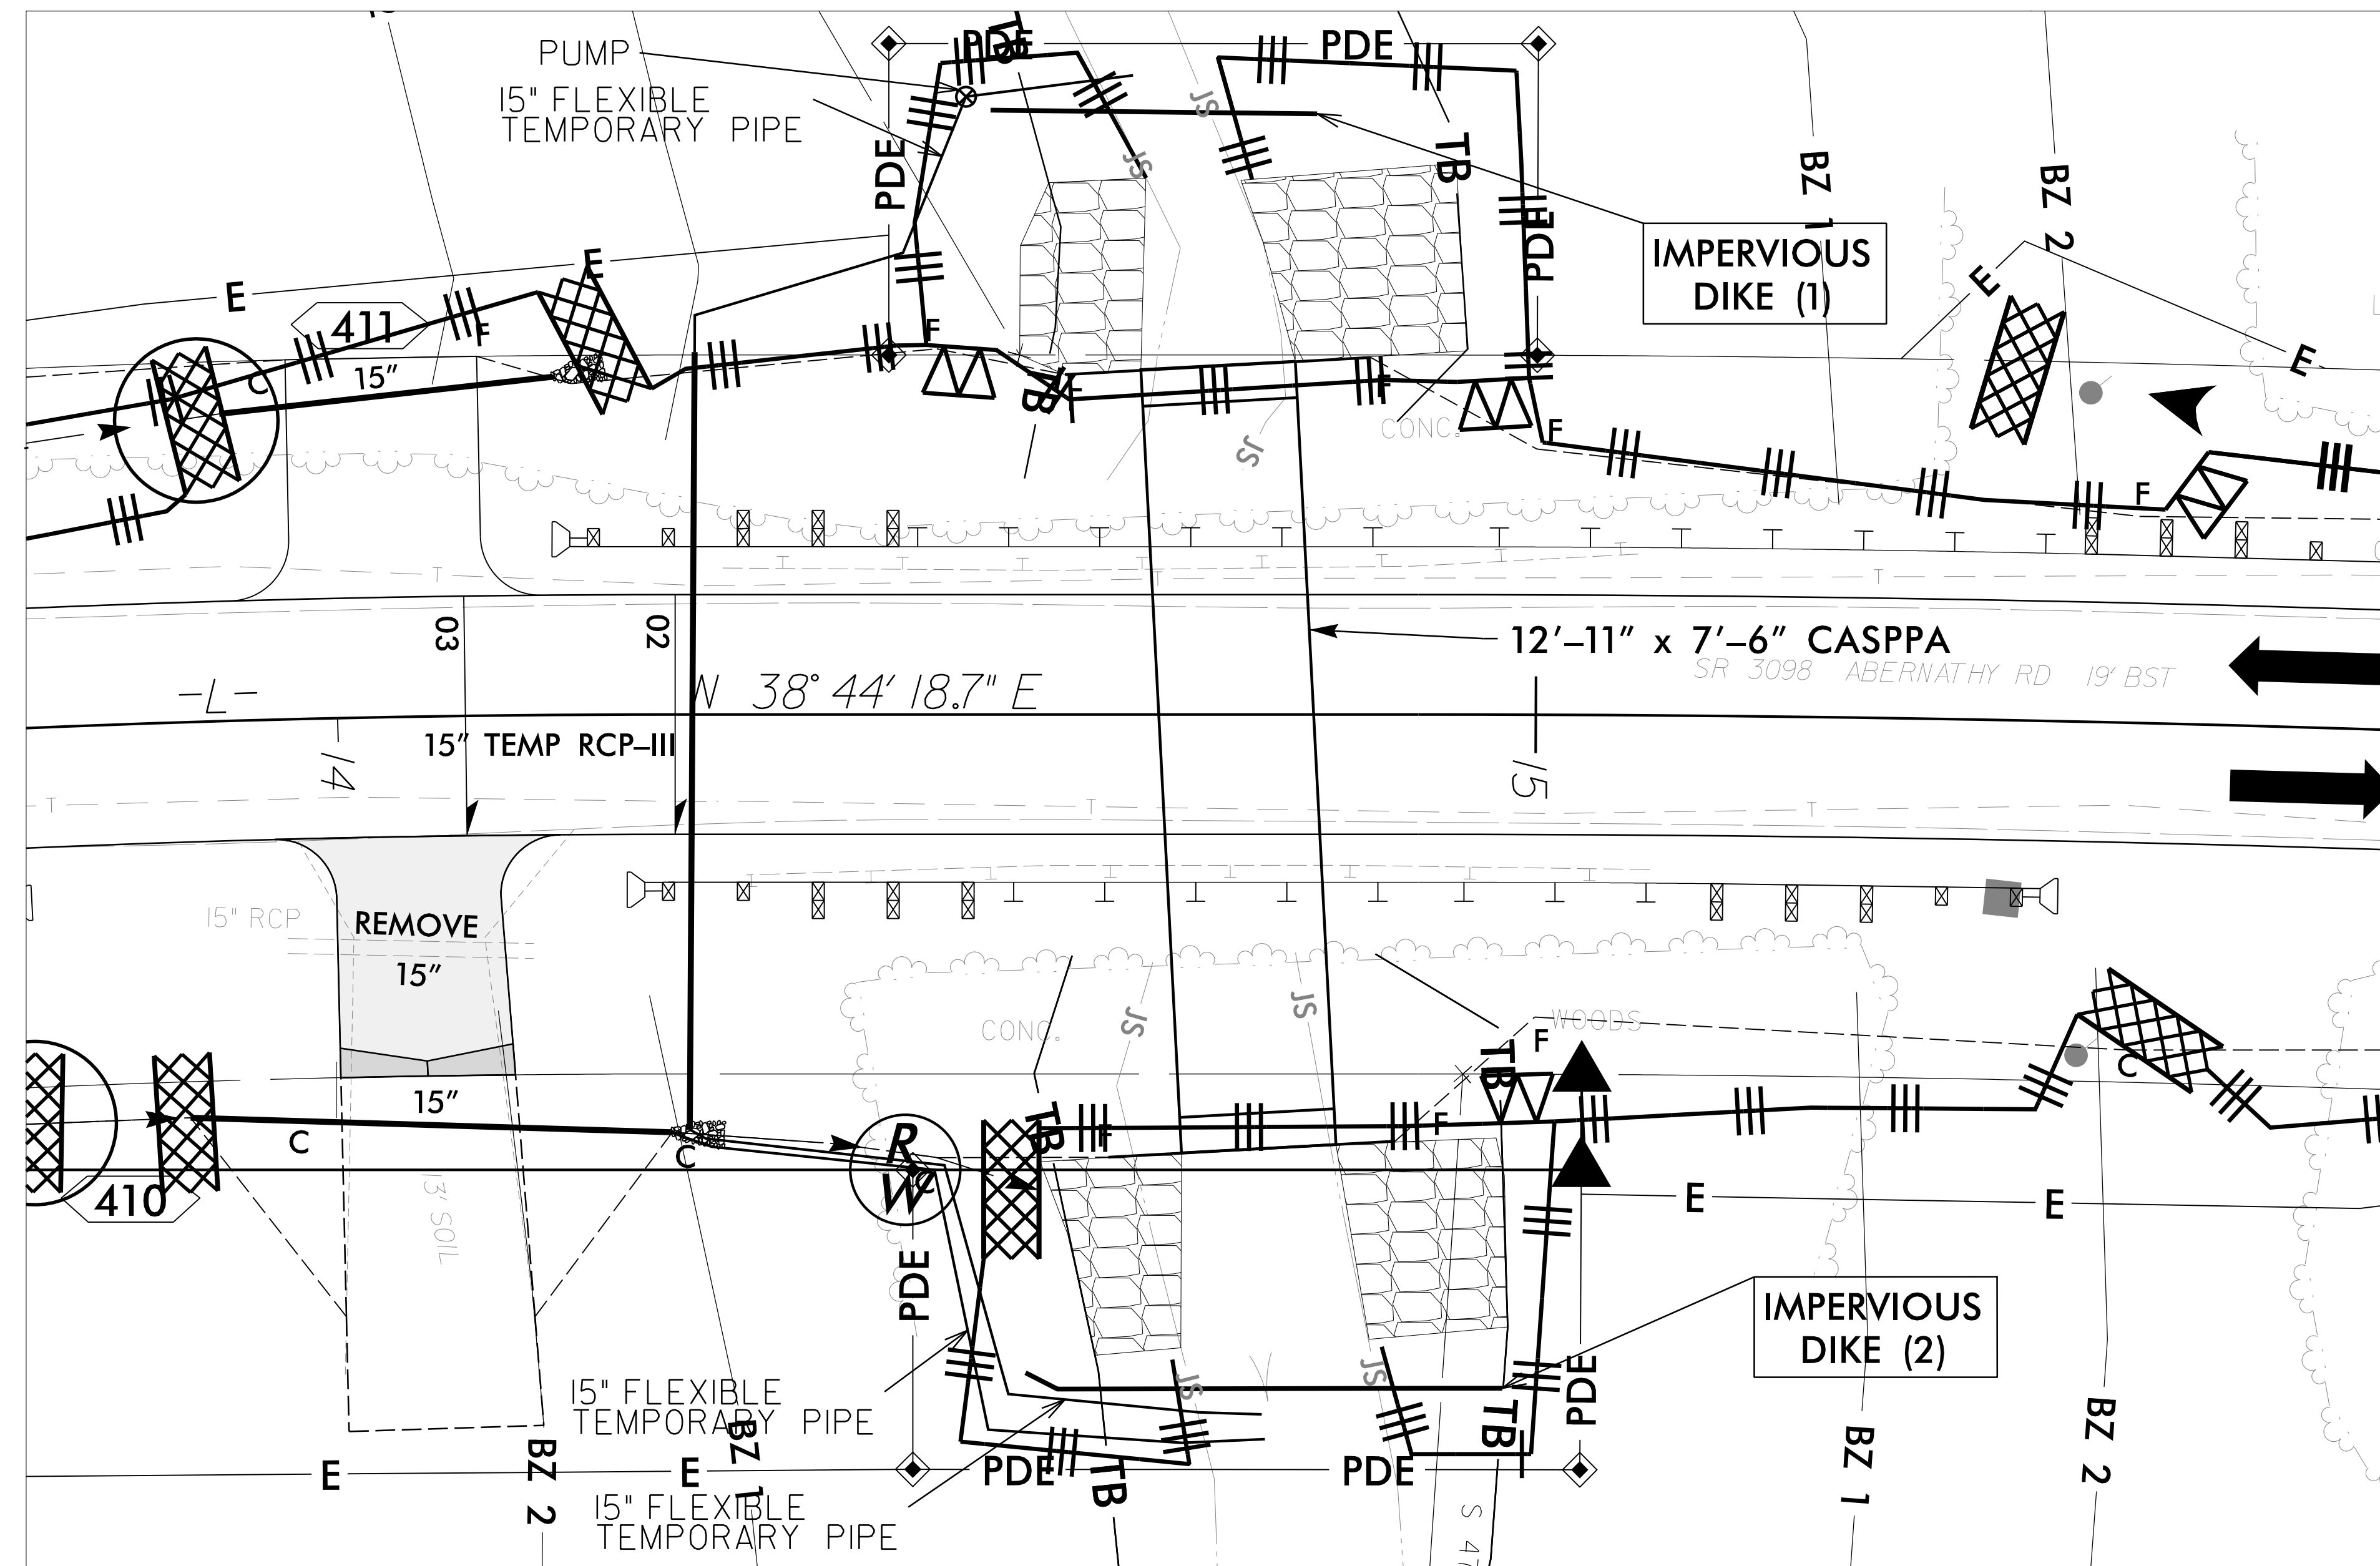 PUMP
15" FLEXIBLE
TEMPORARY PIPE
TB
PDE
PDE
JS
JS
PDE
TB
PDE
BZ 1
BZ 2
IMPERVIOUS
DIKE (1)
E
E
E
E
411
F
F
C
15"
TB
F
F
F
F
CONC.
JS
03
02
12'-11" x 7'-6" CASPPA
SR 3098 ABERNATHY RD 19' BST
-L-
N 38° 44' 18.7" E
15" TEMP RCP-III
14
15
15" RCP
REMOVE
15"
CONC.
JS
JS
WOODS
F
TB
C
15"
C
C
410
R
W
C
TB
F
F
E
E
13' SOIL
PDE
IMPERVIOUS
DIKE (2)
PDE
15" FLEXIBLE
TEMPORARY PIPE
JS
JS
TB
BZ 1
BZ 2
E
E
BZ 2
BZ 1
PDE
PDE
TB
15" FLEXIBLE
TEMPORARY PIPE